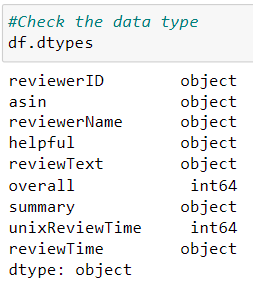 #Check the data type
df.dtypes
reviewerID object
asin object
reviewerName object
helpful object
reviewText object
overall int64
summary object
unixReviewTime int64
reviewTime object
dtype: object